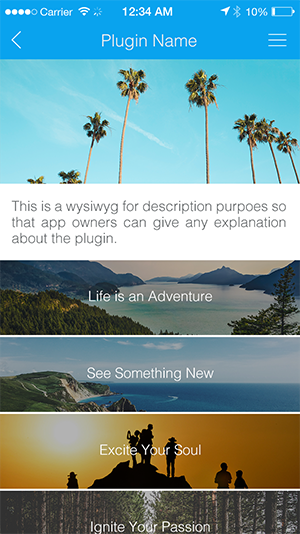 Carrier 12:34 AM 10%
Plugin Name
This is a wysiwyg for description purpoes so
that app owners can give any explanation
about the plugin.
Life is an Adventure
See Something New
Excite Your Soul
Ignite Your Passion